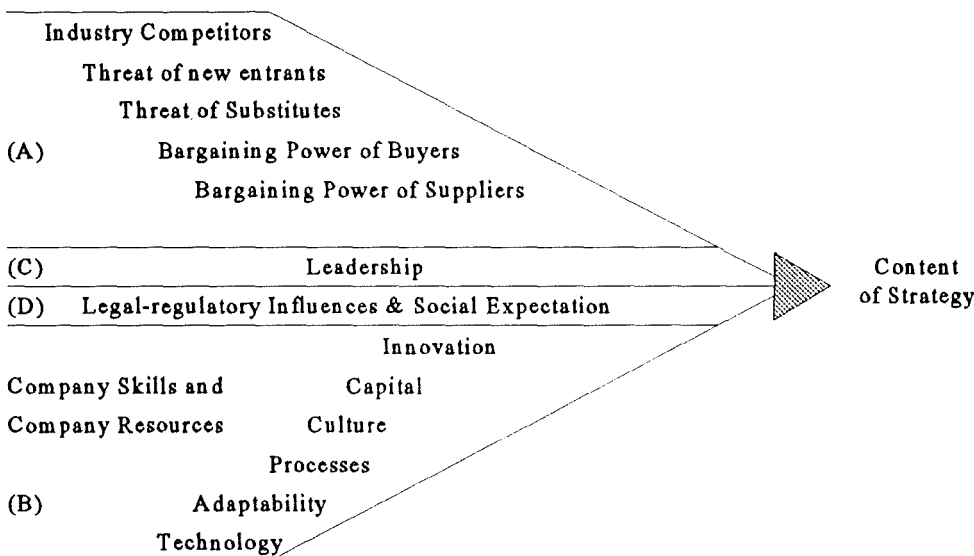 Industry Competitors
Threat of new entrants
Threat of Substitutes
(A) Bargaining Power of Buyers
Bargaining Power of Suppliers
(C) Leadership
(D) Legal-regulatory Influences & Social Expectation
Content
of Strategy
Innovation
Company Skills and Capital
Company Resources Culture
Processes
(B) Adaptability
Technology